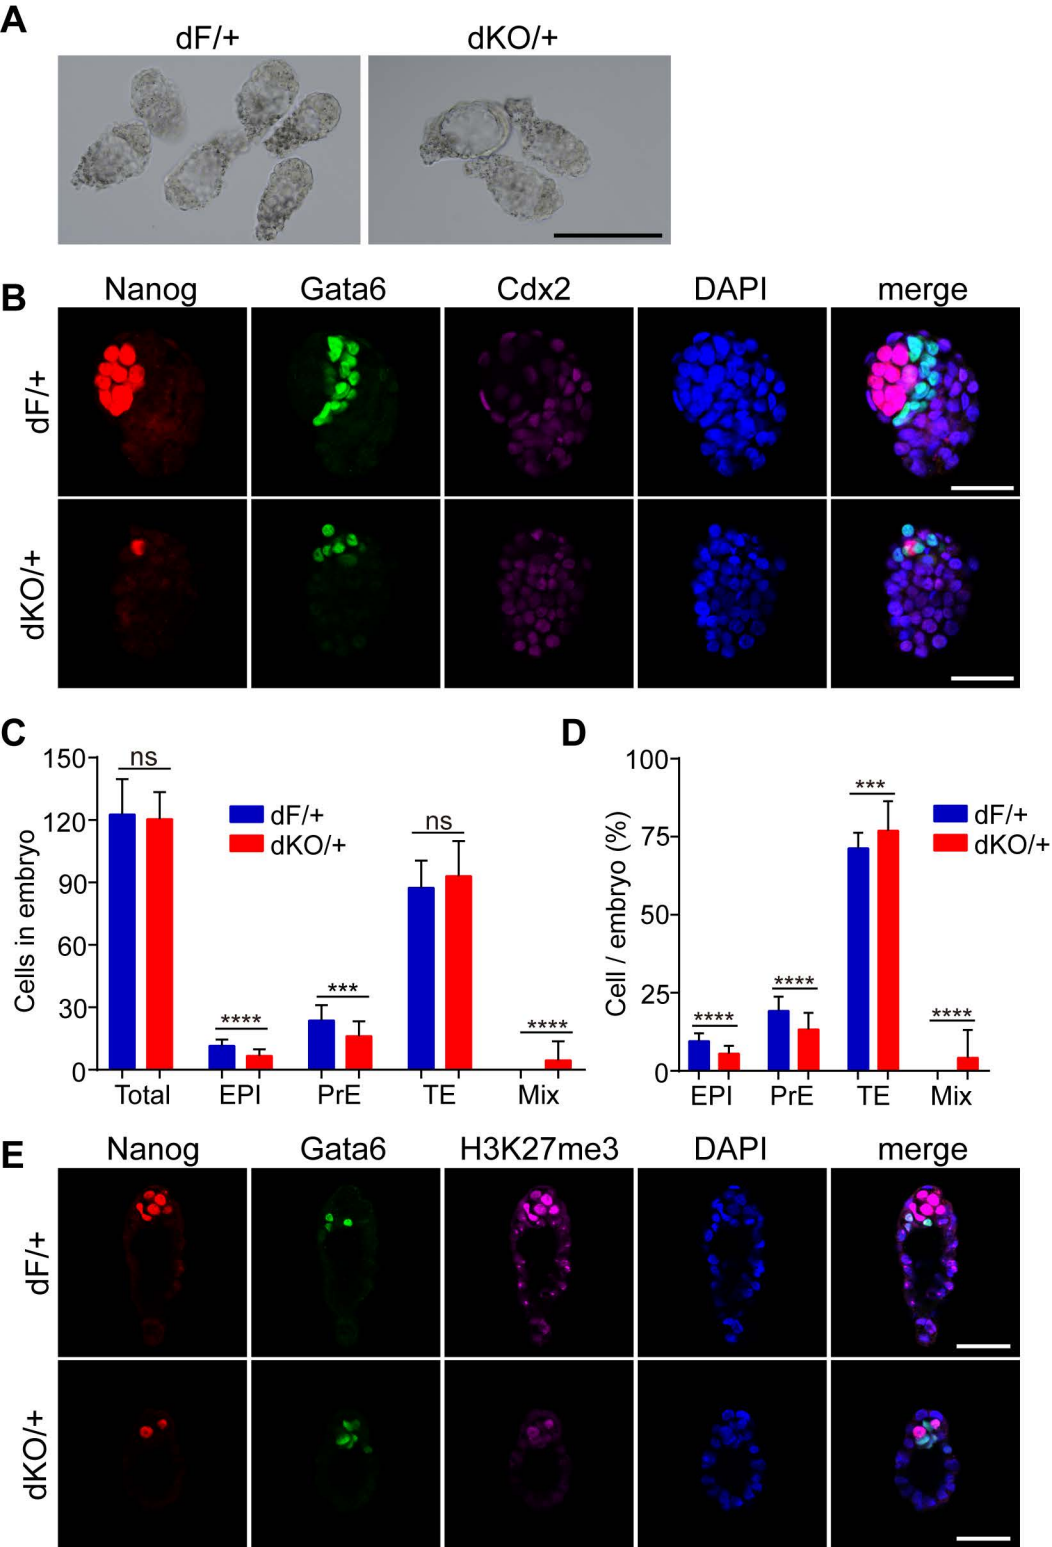 A
dF/+ dKO/+
B
Nanog Gata6 Cdx2 DAPI merge
dF/+
dKO/+
C
Cells in embryo
150
120
90
60
30
0
ns
****
***
ns
****
dF/+
dKO/+
Total EPI PrE TE Mix
D
Cell / embryo (%)
100
75
50
25
0
****
****
***
****
dF/+
dKO/+
EPI PrE TE Mix
E
Nanog Gata6 H3K27me3 DAPI merge
dF/+
dKO/+